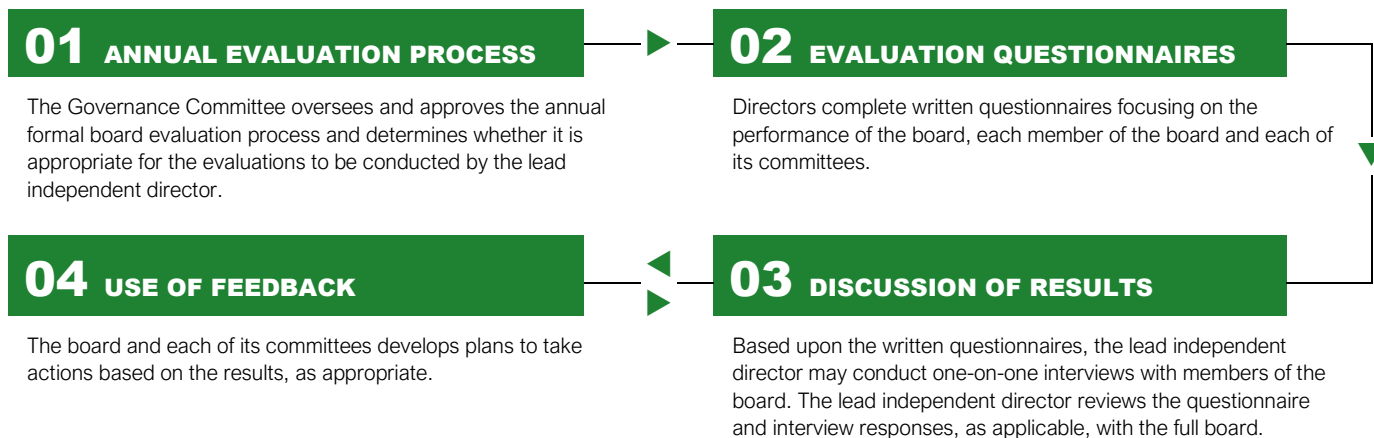 01 ANNUAL EVALUATION PROCESS
The Governance Committee oversees and approves the annual
formal board evaluation process and determines whether it is
appropriate for the evaluations to be conducted by the lead
independent director.
02 EVALUATION QUESTIONNAIRES
Directors complete written questionnaires focusing on the
performance of the board, each member of the board and each of
its committees.
03 DISCUSSION OF RESULTS
Based upon the written questionnaires, the lead independent
director may conduct one-on-one interviews with members of the
board. The lead independent director reviews the questionnaire
and interview responses, as applicable, with the full board.
04 USE OF FEEDBACK
The board and each of its committees develops plans to take
actions based on the results, as appropriate.